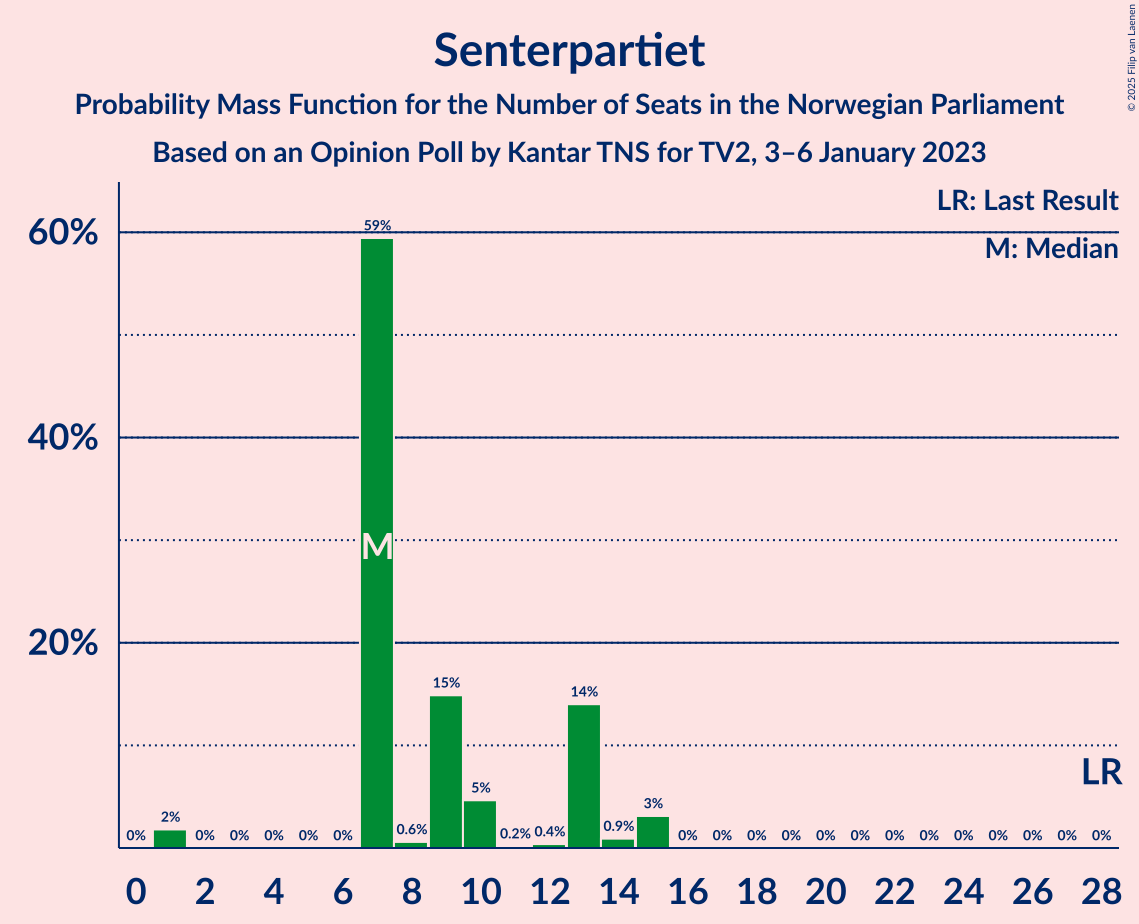 Senterpartiet
Probability Mass Function for the Number of Seats in the Norwegian Parliament
Based on an Opinion Poll by Kantar TNS for TV2, 3–6 January 2023
© 2025 Filip van Laenen
LR: Last Result
M: Median
60%
40%
20%
59%
M
15%
14%
LR
0% 2% 0% 0% 0% 0% 0% 0.6% 5% 0.2% 0.4% 0.9% 3% 0% 0% 0% 0% 0% 0% 0% 0% 0% 0% 0% 0% 0%
0 2 4 6 8 10 12 14 16 18 20 22 24 26 28